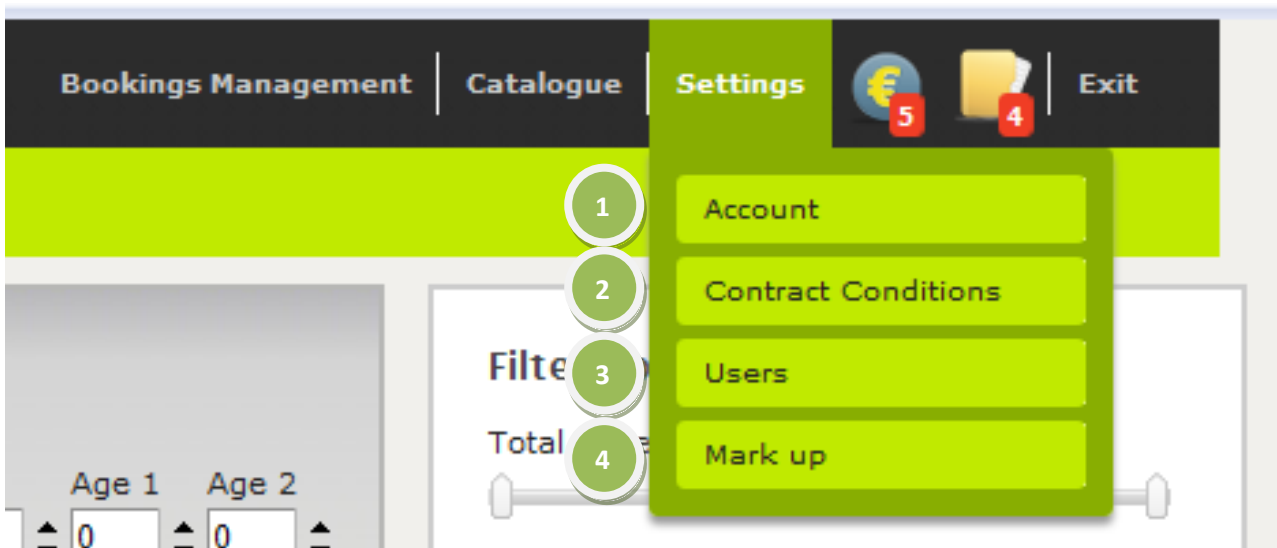 Bookings Management Catalogue Settings 5 4 Exit
1 Account
2 Contract Conditions
3 Users
4 Mark up
Total
Age 1 Age 2
0 0